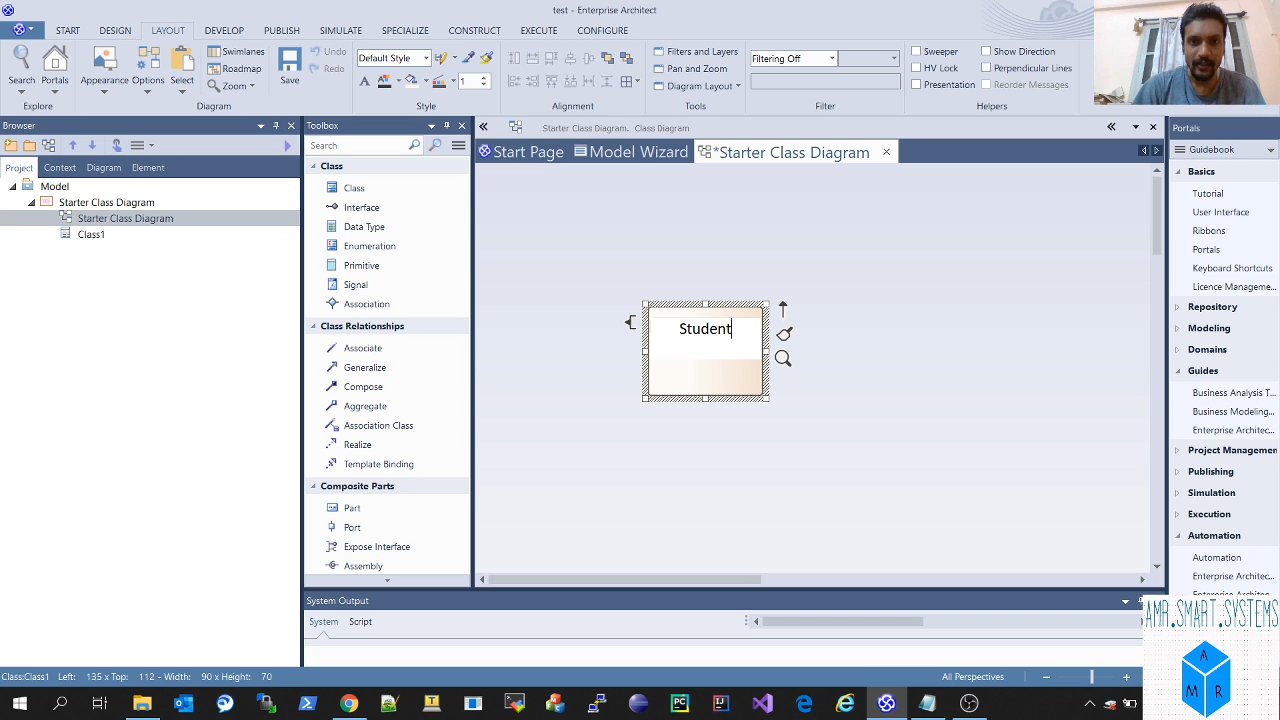 test - Enterprise Architect
START DESIGN LAYOUT DEVELOP PUBLISH SIMULATE SPECIALIZE EXECUTE CONFIGURE
Search Portals Appearance Options Select Swimlanes Roadmap Zoom Save Undo Redo
Explore Diagram
Default Style
1
Style Alignment
Filters and Layers
Pan and Zoom
Diagram Layout
Tools
Filtering Off
Filter
Sweeper Show Direction
HV Lock Perpendicular Lines
Presentation Reorder Messages
Helpers
Browser
Project Context Diagram Element
Model
Starter Class Diagram
Starter Class Diagram
Class1
Toolbox
Search
Class
Class
Interface
Data Type
Enumeration
Primitive
Signal
Association
Class Relationships
Associate
Generalize
Compose
Aggregate
Association Class
Realize
Template Binding
Composite Parts
Part
Port
Expose Interface
Assembly
Starter Class Diagram. Class Diagram
Start Page Model Wizard *Starter Class Diagram
Student
System Output
System Script
Portals
Guidebook
Basics
Tutorial
User Interface
Ribbons
Portals
Keyboard Shortcuts
Licence Manageme...
Repository
Modeling
Domains
Guides
Business Analysis T...
Business Modeling...
Enterprise Architec...
Project Managemen
Publishing
Simulation
Execution
Automation
Automation
Enterprise Architec...
AMR.SMART.SYSTEMS
A
M R
Class:Class1 Left: 135 x Top: 112 - Width: 90 x Height: 70
All Perspectives